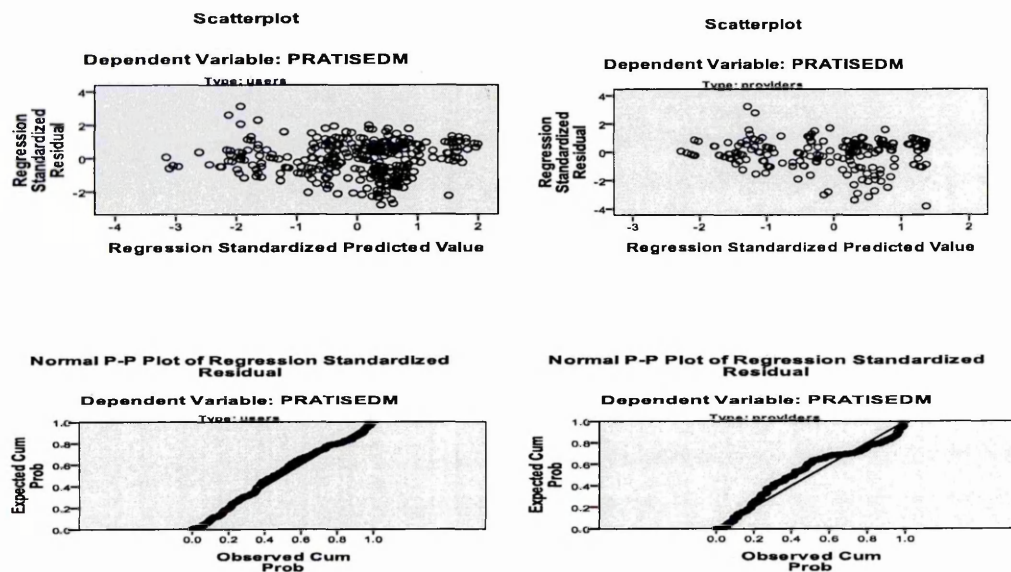 Scatterplot
Dependent Variable: PRATISEDM
Type: users
Regression
Standardized
Residual
4
2
0
-2
-4 -3 -2 -1 0 1 2
Regression Standardized Predicted Value
Scatterplot
Dependent Variable: PRATISEDM
Type: providers
Regression
Standardized
Residual
4
2
0
-2
-4
-3 -2 -1 0 1 2
Regression Standardized Predicted Value
Normal P-P Plot of Regression Standardized
Residual
Dependent Variable: PRATISEDM
Type: users
Expected Cum
Prob
1.0
0.8
0.6
0.4
0.2
0.0
0.0 0.2 0.4 0.6 0.8 1.0
Observed Cum
Prob
Normal P-P Plot of Regression Standardized
Residual
Dependent Variable: PRATISEDM
Type: providers
Expected Cum
Prob
1.0
0.8
0.6
0.4
0.2
0.0
0.0 0.2 0.4 0.6 0.8 1.0
Observed Cum
Prob